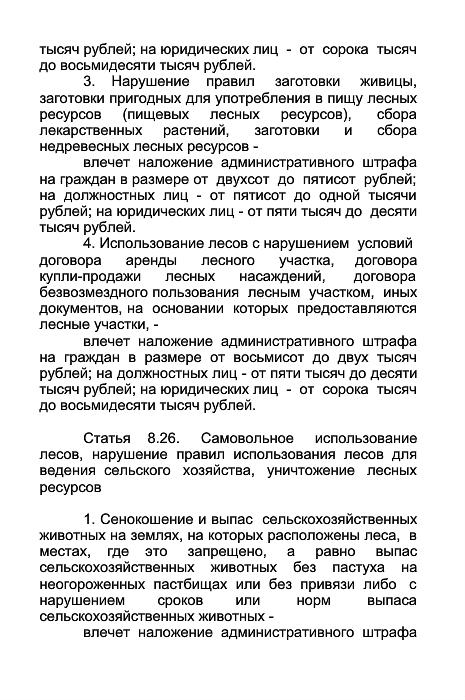 тысяч рублей; на юридических лиц - от сорока тысяч
до восьмидесяти тысяч рублей.
3. Нарушение правил заготовки живицы,
заготовки пригодных для употребления в пищу лесных
ресурсов (пищевых лесных ресурсов), сбора
лекарственных растений, заготовки и сбора
недревесных лесных ресурсов -
влечет наложение административного штрафа
на граждан в размере от двухсот до пятисот рублей;
на должностных лиц - от пятисот до одной тысячи
рублей; на юридических лиц - от пяти тысяч до десяти
тысяч рублей.
4. Использование лесов с нарушением условий
договора аренды лесного участка, договора
купли-продажи лесных насаждений, договора
безвозмездного пользования лесным участком, иных
документов, на основании которых предоставляются
лесные участки, -
влечет наложение административного штрафа
на граждан в размере от восьмисот до двух тысяч
рублей; на должностных лиц - от пяти тысяч до десяти
тысяч рублей; на юридических лиц - от сорока тысяч
до восьмидесяти тысяч рублей.
Статья 8.26. Самовольное использование
лесов, нарушение правил использования лесов для
ведения сельского хозяйства, уничтожение лесных
ресурсов
1. Сенокошение и выпас сельскохозяйственных
животных на землях, на которых расположены леса, в
местах, где это запрещено, а равно выпас
сельскохозяйственных животных без пастуха на
неогороженных пастбищах или без привязи либо с
нарушением сроков или норм выпаса
сельскохозяйственных животных -
влечет наложение административного штрафа